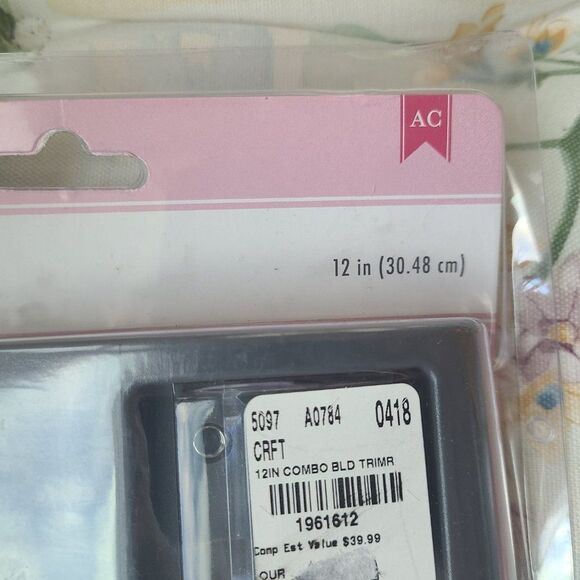 AC
12 in (30.48 cm)
5097 A0784 0418
CRFT
12IN COMBO BLD TRIMR
1961612
Comp Est Value $39.99
OUR